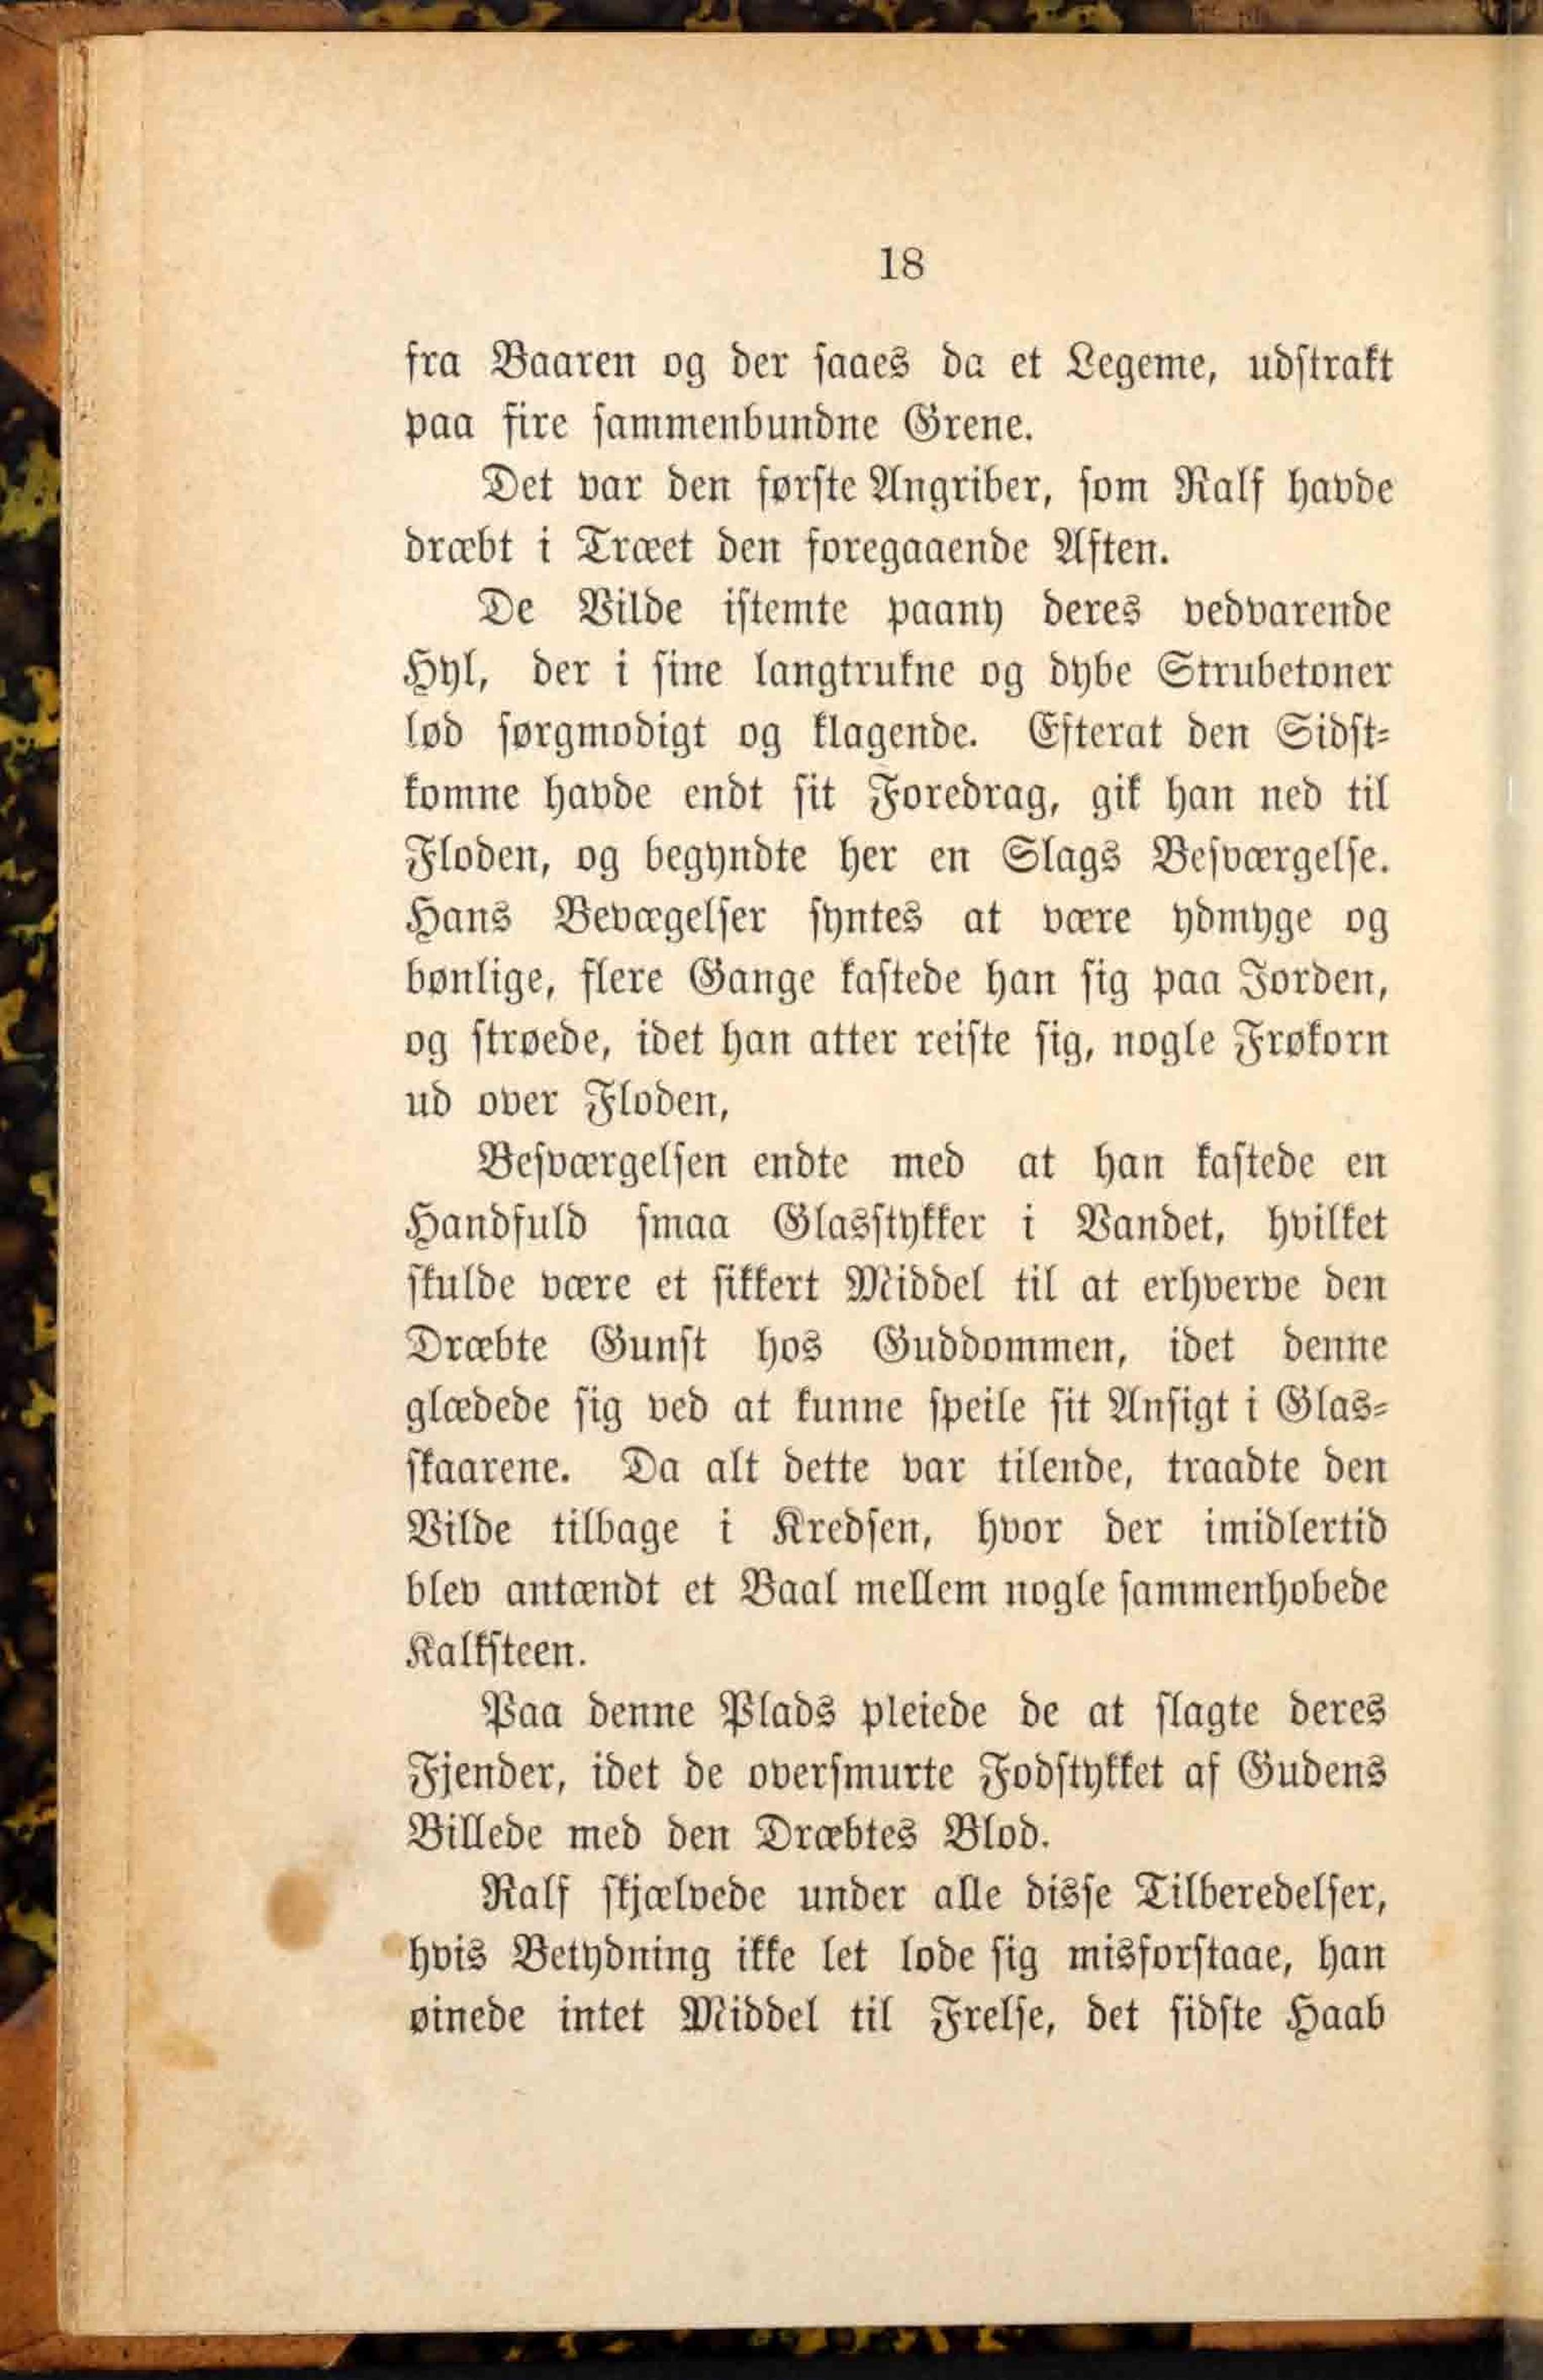 18
fra Baaren og der saaes da et Legeme, udstrakt
paa fire sammenbundne Grene.
Det var den første Angriber, som Ralf havde
dræbt i Træet den foregaaende Aften.
De Vilde istemte paany deres vedvarende
Hyl, der i sine langtrukne og dybe Strubetoner
lød sørgmodigt og klagende. Efterat den Sidst-
komne havde endt sit Foredrag, gik han ned til
Floden, og begyndte her en Slags Besværgelse.
Hans Bevægelser syntes at være ydmyge og
bønlige, flere Gange kastede han sig paa Jorden,
og strøede, idet han atter reiste sig, nogle Frøkorn
ud over Floden,
Besværgelsen endte med at han kastede en
Handfuld smaa Glasstykker i Vandet, hvilket
skulde være et sikkert Middel til at erhverve den
Dræbte Gunst hos Guddommen, idet denne
glædede sig ved at kunne speile sit Ansigt i Glas-
skaarene. Da alt dette var tilende, traadte den
Vilde tilbage i Kredsen, hvor der imidlertid
blev antændt et Baal mellem nogle sammenhobede
Kalksteen.
Paa denne Plads pleiede de at slagte deres
Fjender, idet de oversmurte Fodstykket af Gudens
Billede med den Dræbtes Blod.
Ralf skjælvede under alle disse Tilberedelser,
hvis Betydning ikke let lode sig misforstaae, han
øinede intet Middel til Frelse, det sidste Haab